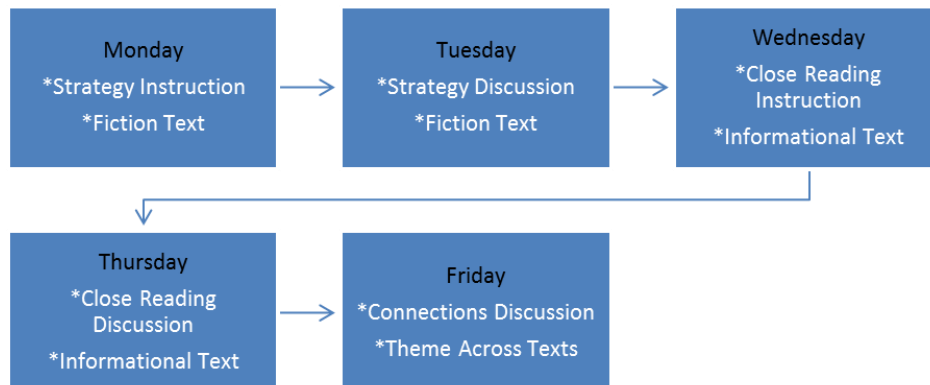 Monday
*Strategy Instruction
*Fiction Text
Tuesday
*Strategy Discussion
*Fiction Text
Wednesday
*Close Reading
Instruction
*Informational Text
Thursday
*Close Reading
Discussion
*Informational Text
Friday
*Connections Discussion
*Theme Across Texts